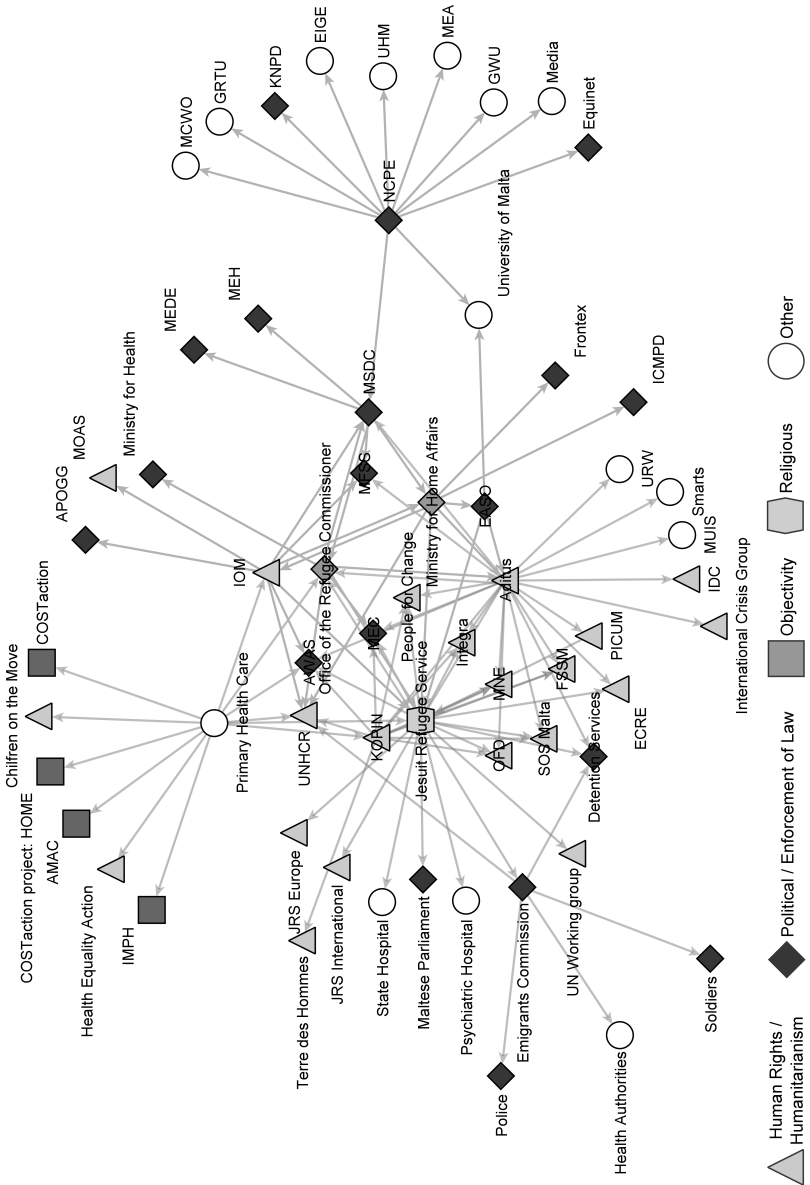 MCWO
GRTU
KNPD
EIGE
UHM
MEA
GWU
Media
Equinet
NCPE
University of Malta
MEH
MEDE
MSDC
Frontex
ICMPD
Ministry for Health
MOAS
APOGG
MFSS
Ministry for Home Affairs
Office of the Refugee Commissioner
EASO
URW
Smarts
MUIS
IDC
International Crisis Group
IOM
People for Change
Aditus
MEC
Integra
PICUM
AWAS
MNE
FSSM
ECRE
COSTaction
Chilfren on the Move
COSTaction project: HOME
AMAC
Health Equality Action
IMPH
Primary Health Care
UNHCR
KOPIN
Jesuit Refugee Service
OFD
SOS Malta
Detention Services
JRS Europe
Terre des Hommes
JRS International
State Hospital
Maltese Parliament
Psychiatric Hospital
Emigrants Commission
UN Working group
Police
Health Authorities
Soldiers
Human Rights /
Humanitarianism
Political / Enforcement of Law
Objectivity
Religious
Other